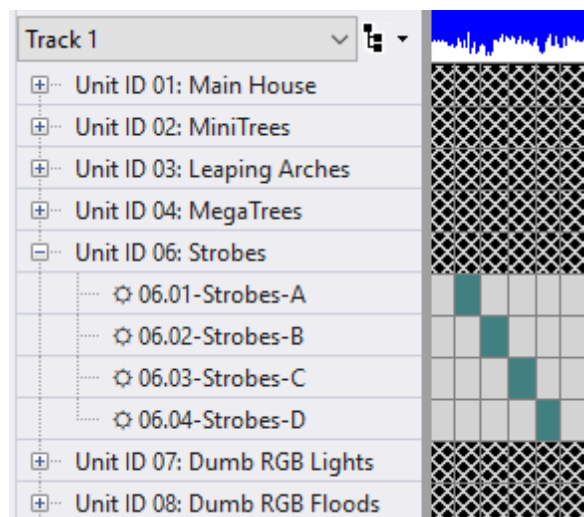 Track 1
Unit ID 01: Main House
Unit ID 02: MiniTrees
Unit ID 03: Leaping Arches
Unit ID 04: MegaTrees
Unit ID 06: Strobes
06.01-Strobes-A
06.02-Strobes-B
06.03-Strobes-C
06.04-Strobes-D
Unit ID 07: Dumb RGB Lights
Unit ID 08: Dumb RGB Floods